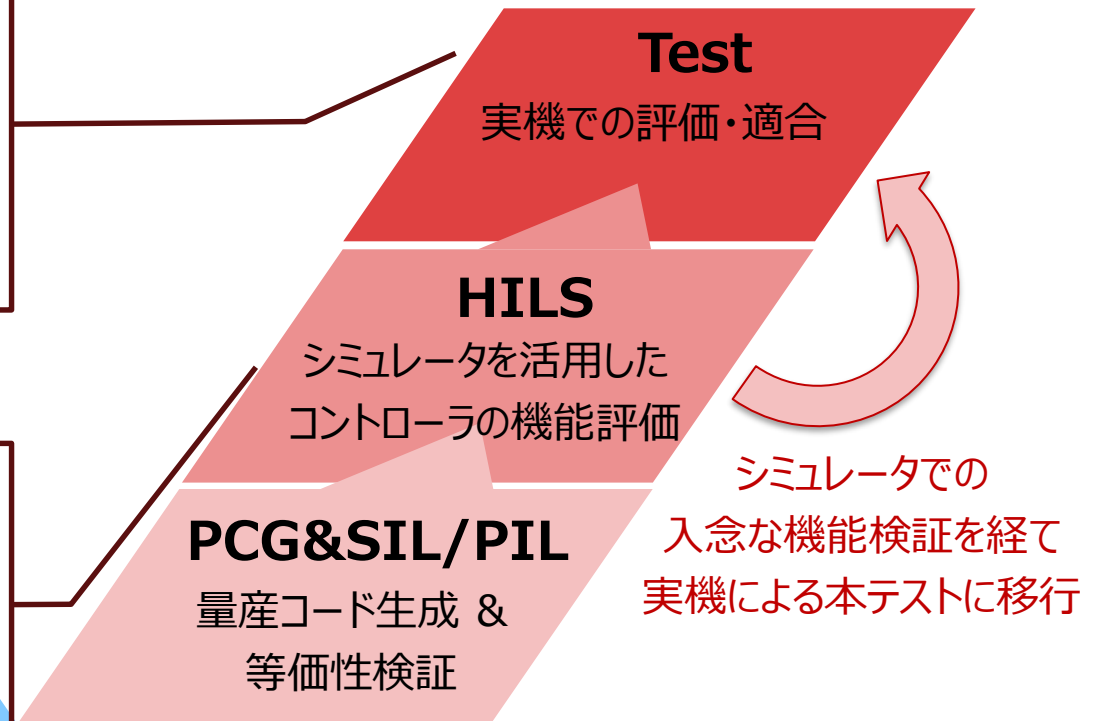 Test
実機での評価・適合
HILS
シミュレータを活用した
コントローラの機能評価
シミュレータでの
入念な機能検証を経て
実機による本テストに移行
PCG&SIL/PIL
量産コード生成 &
等価性検証